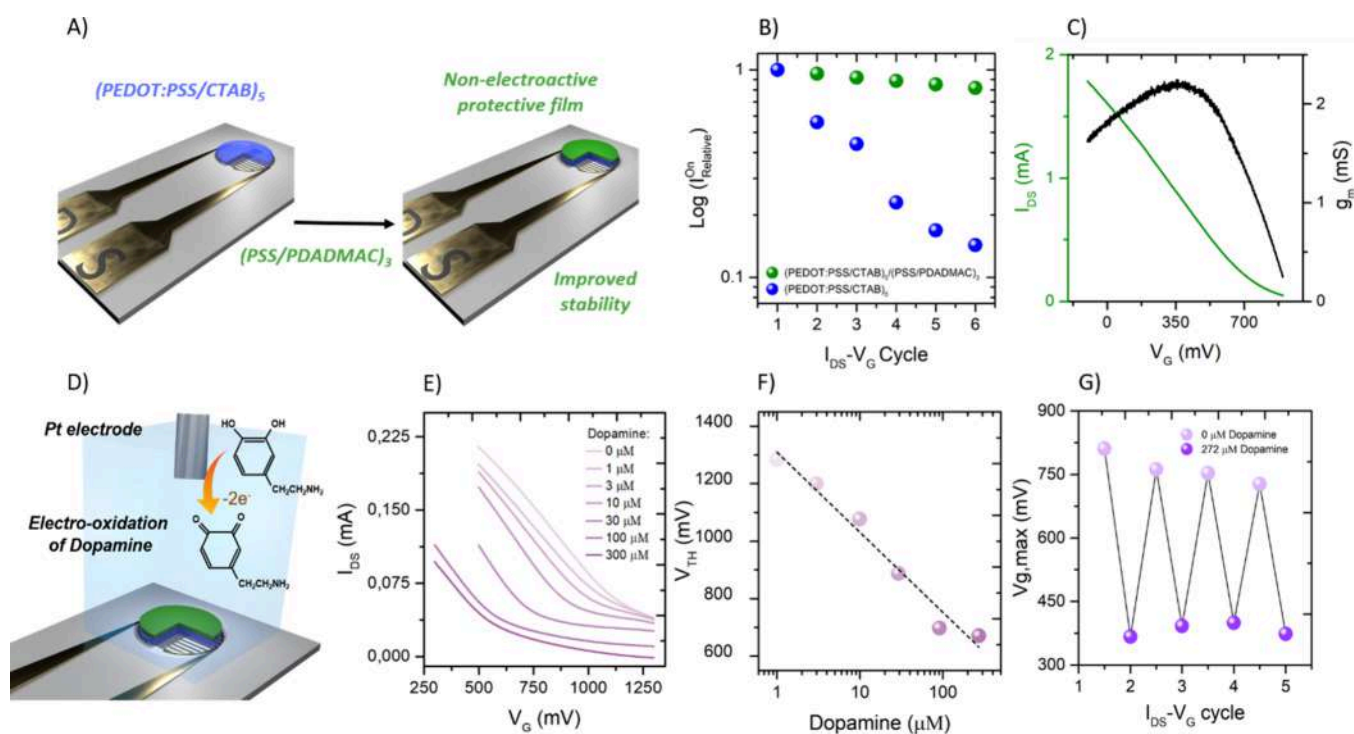 A)
(PEDOT:PSS/CTAB)5
Non-electroactive
protective film
(PSS/PDADMAC)3
Improved
stability
D
S
D
S
B)
Log (I On Relative)
1
0.1
(PEDOT:PSS/CTAB)5/(PSS/PDADMAC)3
(PEDOT:PSS/CTAB)5
1 2 3 4 5 6
IDS-VG Cycle
C)
IDS (mA)
2
1
0
gm (mS)
2
1
0
0 350 700
VG (mV)
D)
Pt electrode
HO OH
CH2CH2NH2
-2e-
Electro-oxidation
of Dopamine
O O
CH2CH2NH2
E)
IDS (mA)
0,225
0,150
0,075
0,000
Dopamine:
0 μM
1 μM
3 μM
10 μM
30 μM
100 μM
300 μM
250 500 750 1000 1250
VG (mV)
F)
VTH (mV)
1400
1200
1000
800
600
1 10 100
Dopamine (μM)
G)
Vg,max (mV)
900
750
600
450
300
0 μM Dopamine
272 μM Dopamine
1 2 3 4 5
IDS-VG cycle